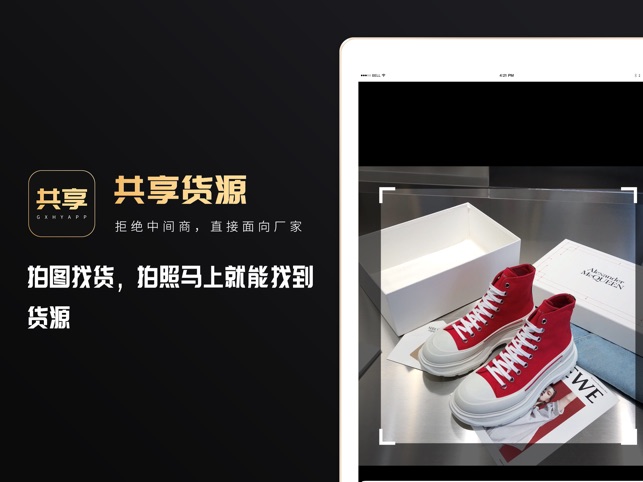 ●●●○○ BELL
4:21 PM
共享
GXHYAPP
共享货源
拒绝中间商，直接面向厂家
拍图找货，拍照马上就能找到
货源
Alexander
McQUEEN